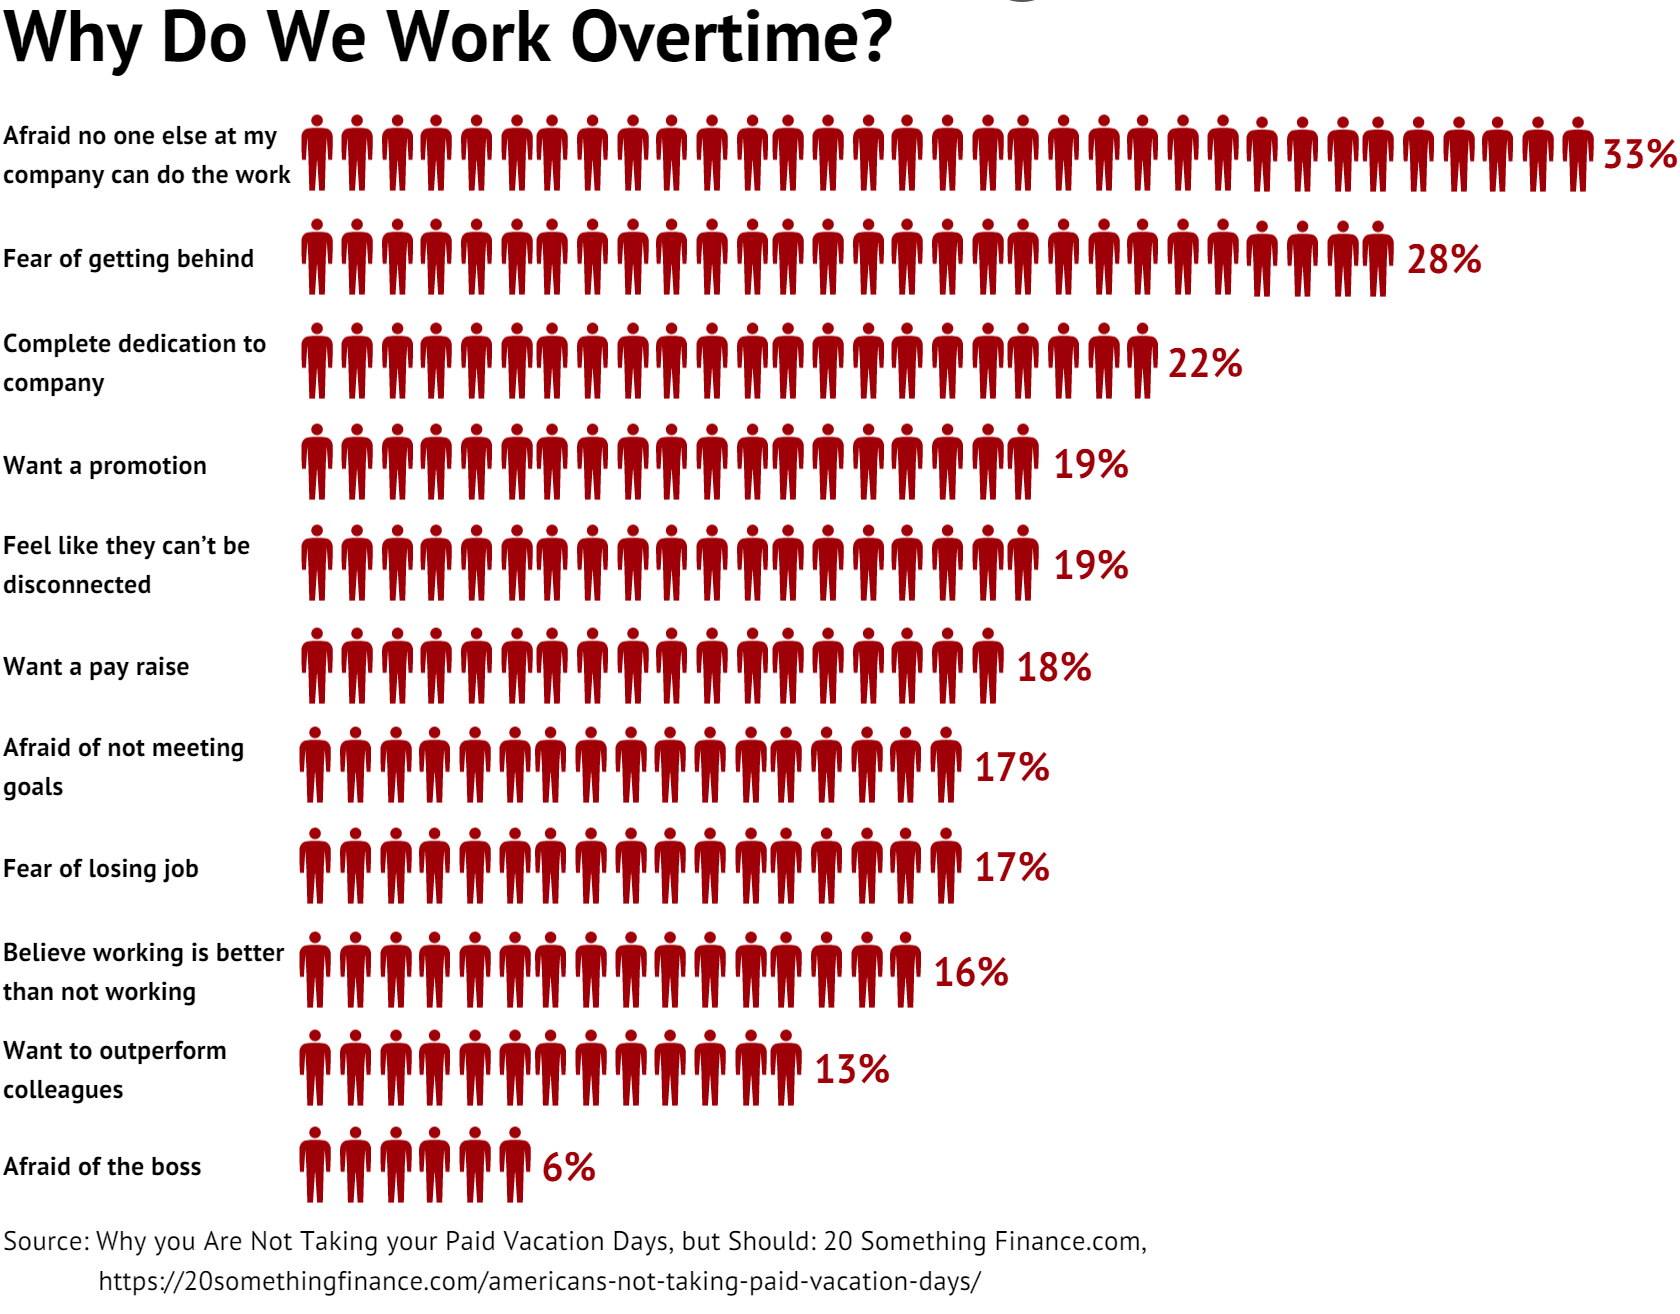 Why Do We Work Overtime?
Afraid no one else at my
company can do the work
33%
Fear of getting behind
28%
Complete dedication to
company
22%
Want a promotion
19%
Feel like they can’t be
disconnected
19%
Want a pay raise
18%
Afraid of not meeting
goals
17%
Fear of losing job
17%
Believe working is better
than not working
16%
Want to outperform
colleagues
13%
Afraid of the boss
6%
Source: Why you Are Not Taking your Paid Vacation Days, but Should: 20 Something Finance.com,
https://20somethingfinance.com/americans-not-taking-paid-vacation-days/